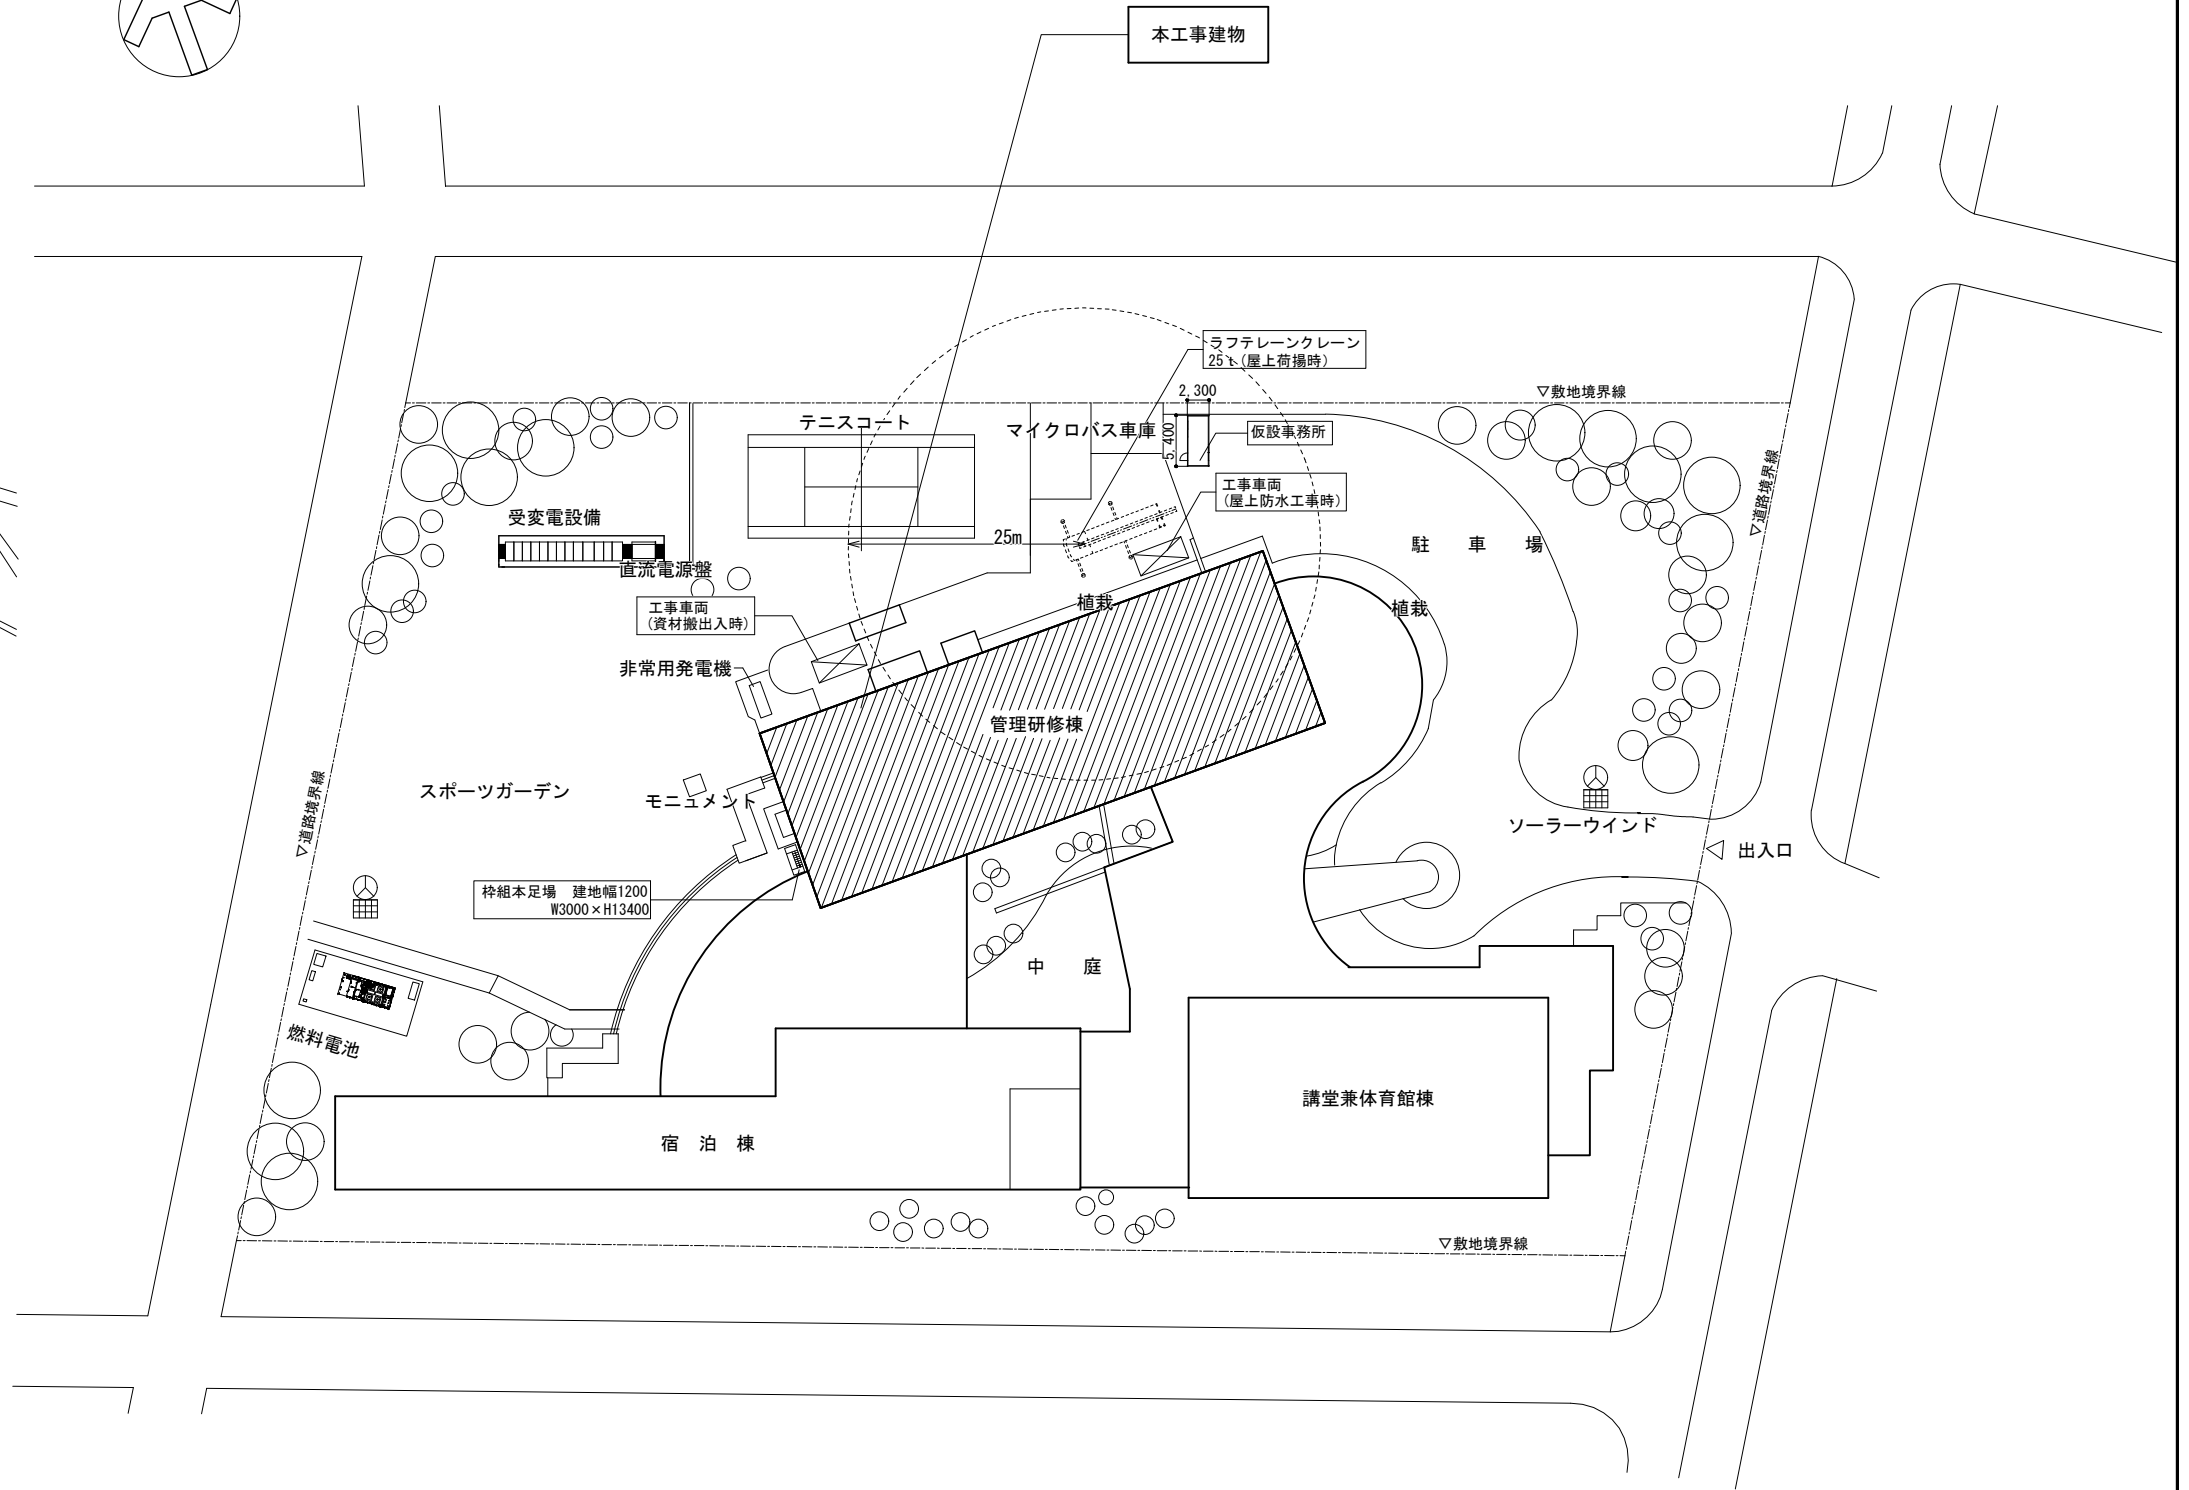 本工事建物
ラフテレーンクレーン
25ｔ(屋上荷揚時)
▽敷地境界線
2,300
テニスコート
マイクロバス車庫
5,400
仮設事務所
▽道路境界線
工事車両
(屋上防水工事時)
受変電設備
25m
駐　車　場
直流電源盤
工事車両
(資材搬出入時)
植栽
植栽
非常用発電機
管理研修棟
スポーツガーデン
モニュメント
▽道路境界線
ソーラーウインド
出入口
枠組本足場　建地幅1200
W3000×H13400
中　庭
燃料電池
講堂兼体育館棟
宿　泊　棟
▽敷地境界線